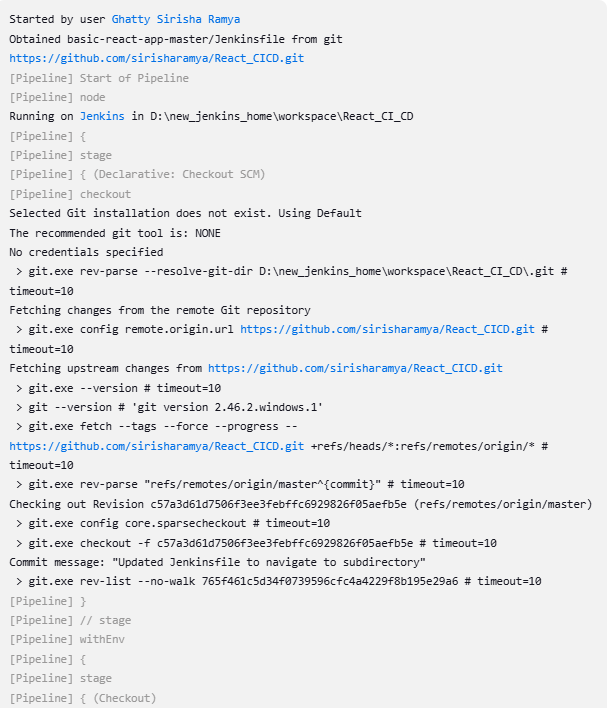 Started by user Ghatty Sirisha Ramya
Obtained basic-react-app-master/Jenkinsfile from git
https://github.com/sirisharamya/React_CICD.git
[Pipeline] Start of Pipeline
[Pipeline] node
Running on Jenkins in D:\new_jenkins_home\workspace\React_CI_CD
[Pipeline] {
[Pipeline] stage
[Pipeline] { (Declarative: Checkout SCM)
[Pipeline] checkout
Selected Git installation does not exist. Using Default
The recommended git tool is: NONE
No credentials specified
 > git.exe rev-parse --resolve-git-dir D:\new_jenkins_home\workspace\React_CI_CD\.git #
timeout=10
Fetching changes from the remote Git repository
 > git.exe config remote.origin.url https://github.com/sirisharamya/React_CICD.git #
timeout=10
Fetching upstream changes from https://github.com/sirisharamya/React_CICD.git
 > git.exe --version # timeout=10
 > git --version # 'git version 2.46.2.windows.1'
 > git.exe fetch --tags --force --progress --
https://github.com/sirisharamya/React_CICD.git +refs/heads/*:refs/remotes/origin/* #
timeout=10
 > git.exe rev-parse "refs/remotes/origin/master^{commit}" # timeout=10
Checking out Revision c57a3d61d7506f3ee3febffc6929826f05aefb5e (refs/remotes/origin/master)
 > git.exe config core.sparsecheckout # timeout=10
 > git.exe checkout -f c57a3d61d7506f3ee3febffc6929826f05aefb5e # timeout=10
Commit message: "Updated Jenkinsfile to navigate to subdirectory"
 > git.exe rev-list --no-walk 765f461c5d34f0739596cfc4a4229f8b195e29a6 # timeout=10
[Pipeline] }
[Pipeline] // stage
[Pipeline] withEnv
[Pipeline] {
[Pipeline] stage
[Pipeline] { (Checkout)